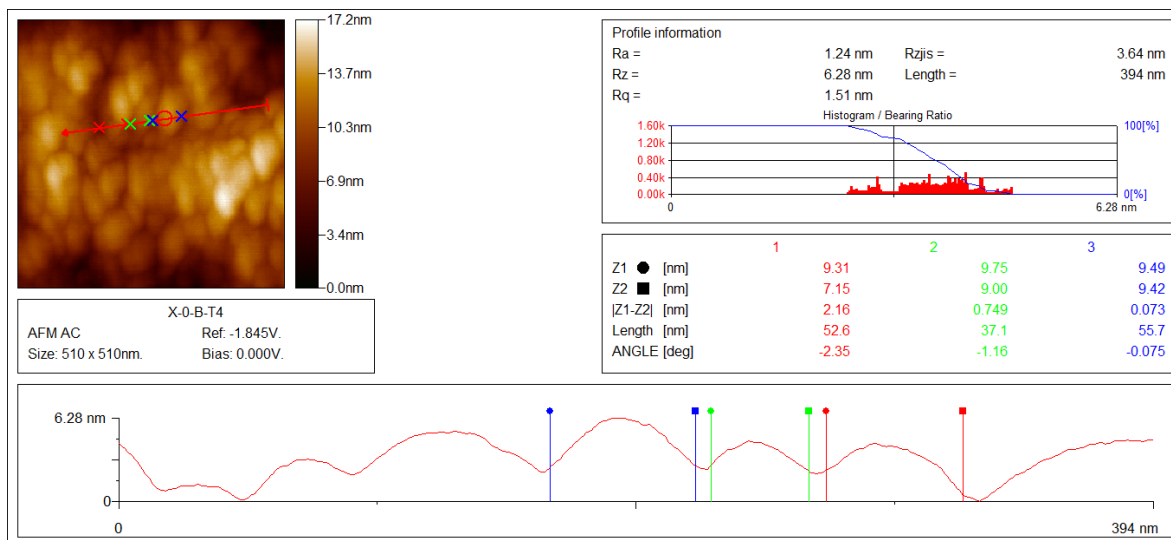 17.2nm
13.7nm
10.3nm
6.9nm
3.4nm
0.0nm
X-0-B-T4
AFM AC Ref: -1.845V.
Size: 510 x 510nm. Bias: 0.000V.
Profile information
Ra = 1.24 nm Rzjis = 3.64 nm
Rz = 6.28 nm Length = 394 nm
Rq = 1.51 nm
Histogram / Bearing Ratio
1.60k 100[%]
1.20k
0.80k
0.40k
0.00k 0[%]
0 6.28 nm
1 2 3
Z1 [nm] 9.31 9.75 9.49
Z2 [nm] 7.15 9.00 9.42
|Z1-Z2| [nm] 2.16 0.749 0.073
Length [nm] 52.6 37.1 55.7
ANGLE [deg] -2.35 -1.16 -0.075
6.28 nm
0
0 394 nm